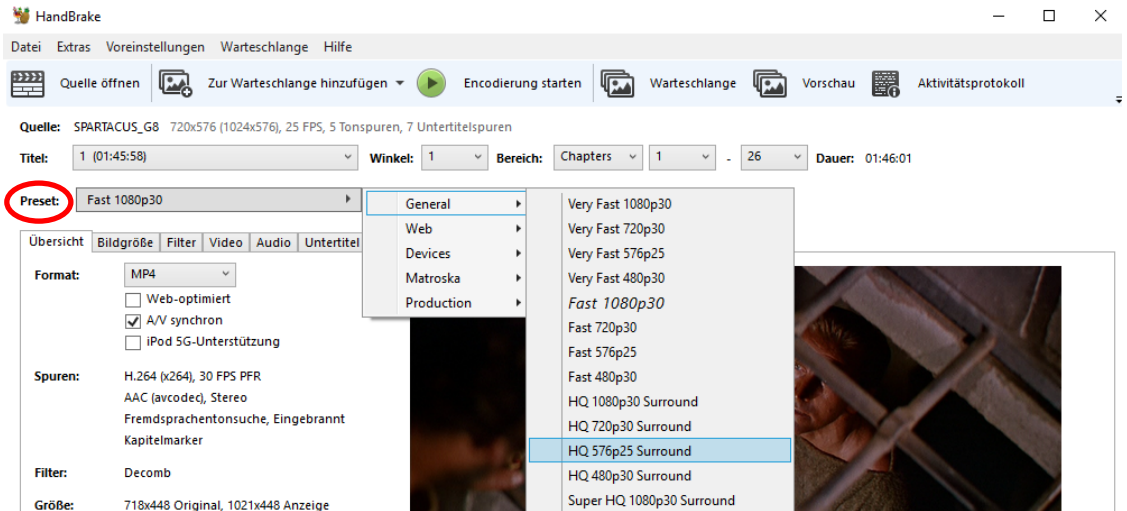 HandBrake
Datei Extras Voreinstellungen Warteschlange Hilfe
Quelle öffnen Zur Warteschlange hinzufügen Encodierung starten Warteschlange Vorschau Aktivitätsprotokoll
Quelle: SPARTACUS_G8 720x576 (1024x576), 25 FPS, 5 Tonspuren, 7 Untertitelspuren
Titel: 1 (01:45:58) Winkel: 1 Bereich: Chapters 1 - 26 Dauer: 01:46:01
Preset: Fast 1080p30
General
Web
Devices
Matroska
Production
Very Fast 1080p30
Very Fast 720p30
Very Fast 576p25
Very Fast 480p30
Fast 1080p30
Fast 720p30
Fast 576p25
Fast 480p30
HQ 1080p30 Surround
HQ 720p30 Surround
HQ 576p25 Surround
HQ 480p30 Surround
Super HQ 1080p30 Surround
Übersicht Bildgröße Filter Video Audio Untertitel
Format: MP4
Web-optimiert
A/V synchron
iPod 5G-Unterstützung
Spuren: H.264 (x264), 30 FPS PFR
AAC (avcodec), Stereo
Fremdsprachentonsuche, Eingebrannt
Kapitelmarker
Filter: Decomb
Größe: 718x448 Original, 1021x448 Anzeige